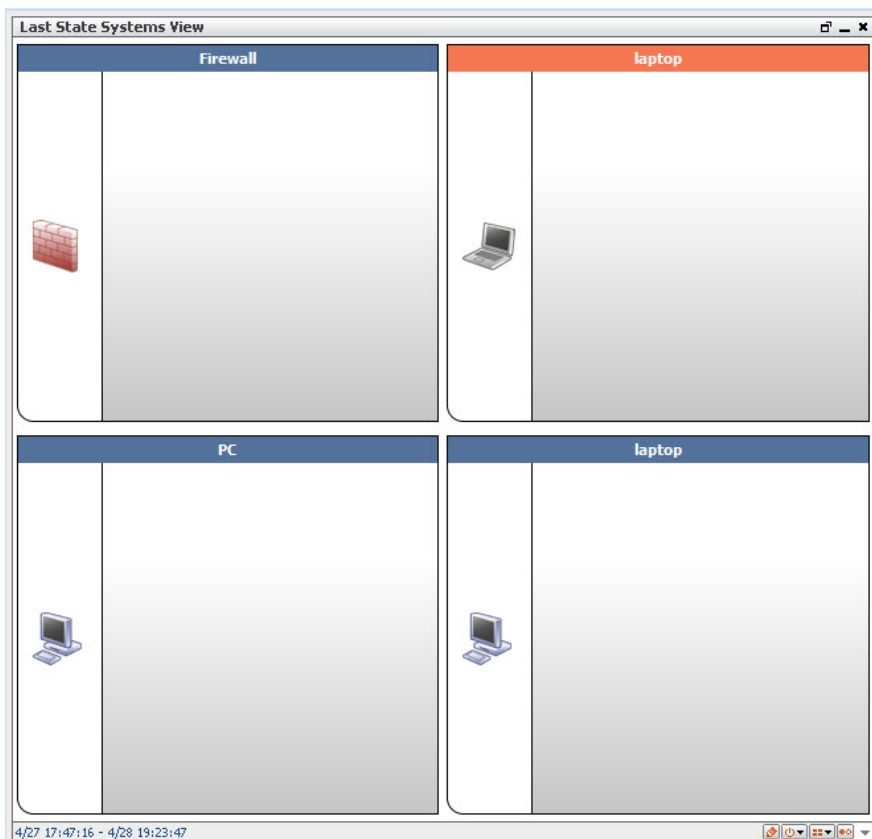 Last State Systems View
Firewall
laptop
PC
laptop
4/27 17:47:16 - 4/28 19:23:47